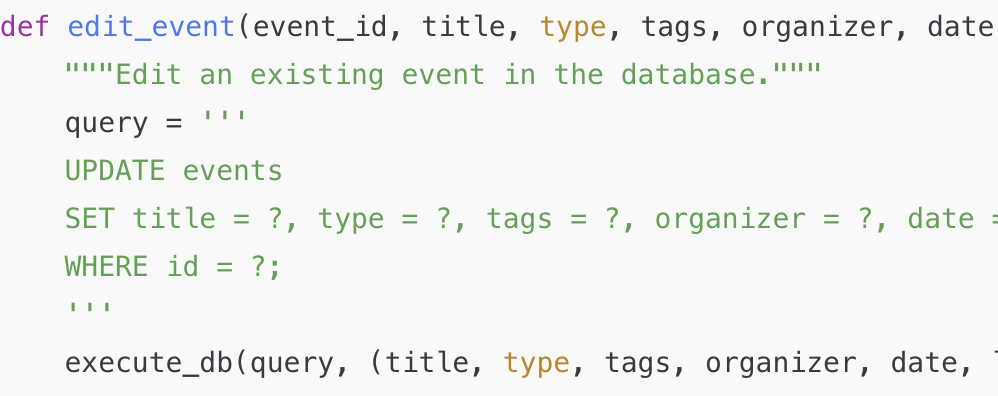 def edit_event(event_id, title, type, tags, organizer, date
"""Edit an existing event in the database."""
query = '''
UPDATE events
SET title = ?, type = ?, tags = ?, organizer = ?, date =
WHERE id = ?;
'''
execute_db(query, (title, type, tags, organizer, date,